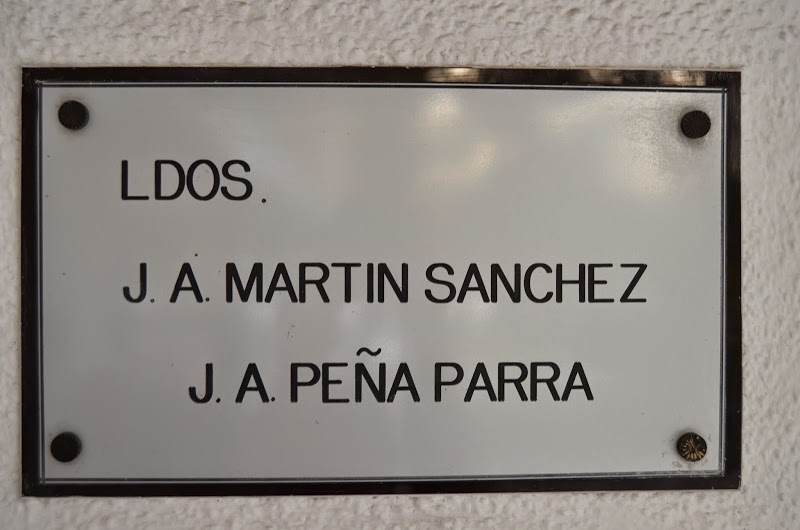 LDOS.
J. A. MARTIN SANCHEZ
J. A. PEÑA PARRA